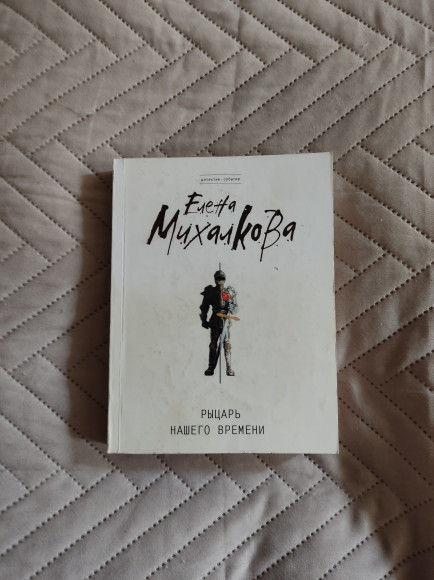 детектив-событие
Елена
Михалкова
РЫЦАРЬ
НАШЕГО ВРЕМЕНИ